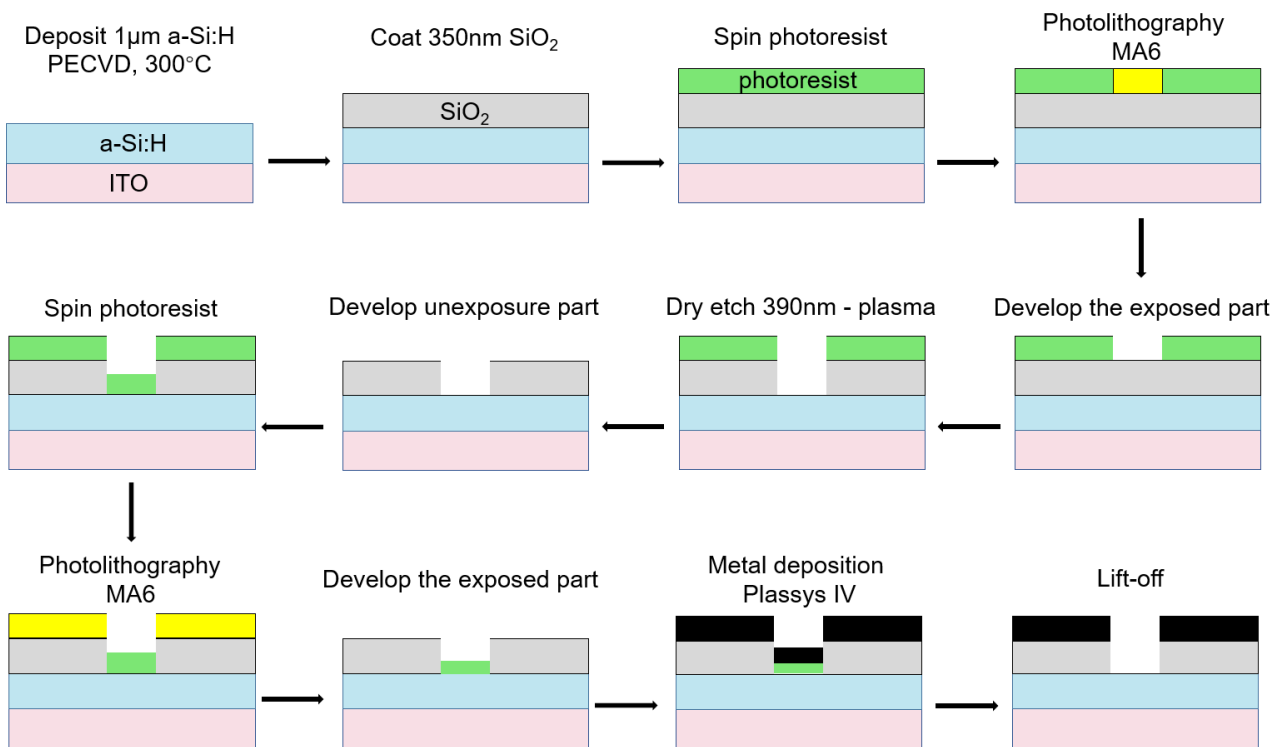 Deposit 1µm a-Si:H
PECVD, 300°C
a-Si:H
ITO
Coat 350nm SiO₂
SiO₂
Spin photoresist
photoresist
Photolithography
MA6
Develop the exposed part
Dry etch 390nm - plasma
Develop unexposure part
Spin photoresist
Photolithography
MA6
Develop the exposed part
Metal deposition
Plassys IV
Lift-off